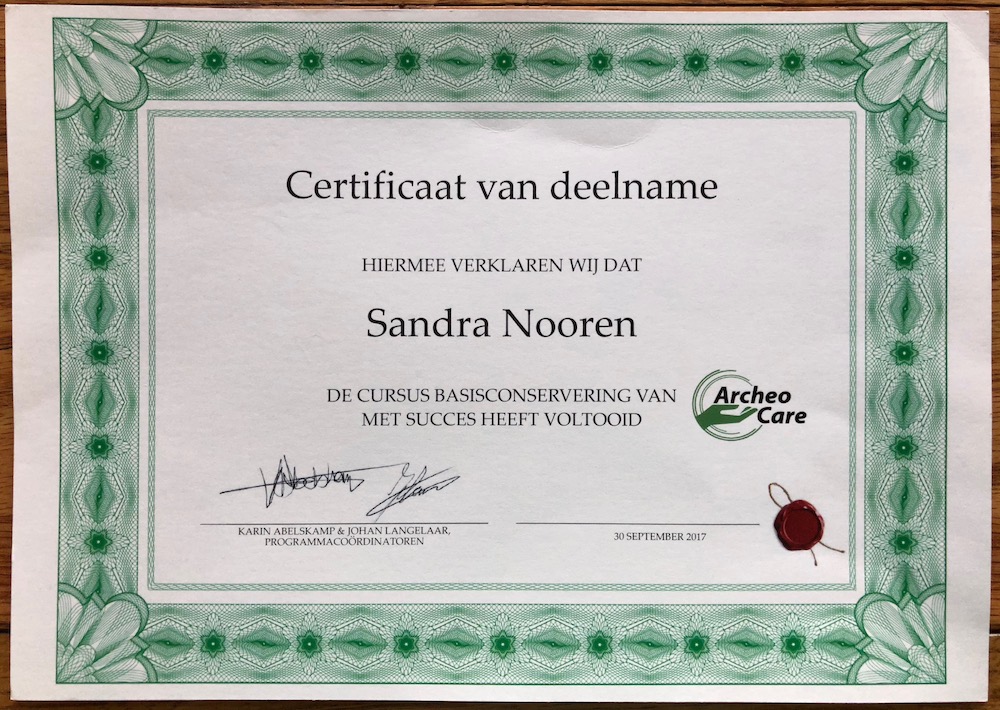 Certificaat van deelname
HIERMEE VERKLAREN WIJ DAT
Sandra Nooren
DE CURSUS BASISCONSERVERING VAN
MET SUCCES HEEFT VOLTOOID
Archeo
Care
KARIN ABELSKAMP & JOHAN LANGELAAR,
PROGRAMMACOÖRDINATOREN
30 SEPTEMBER 2017